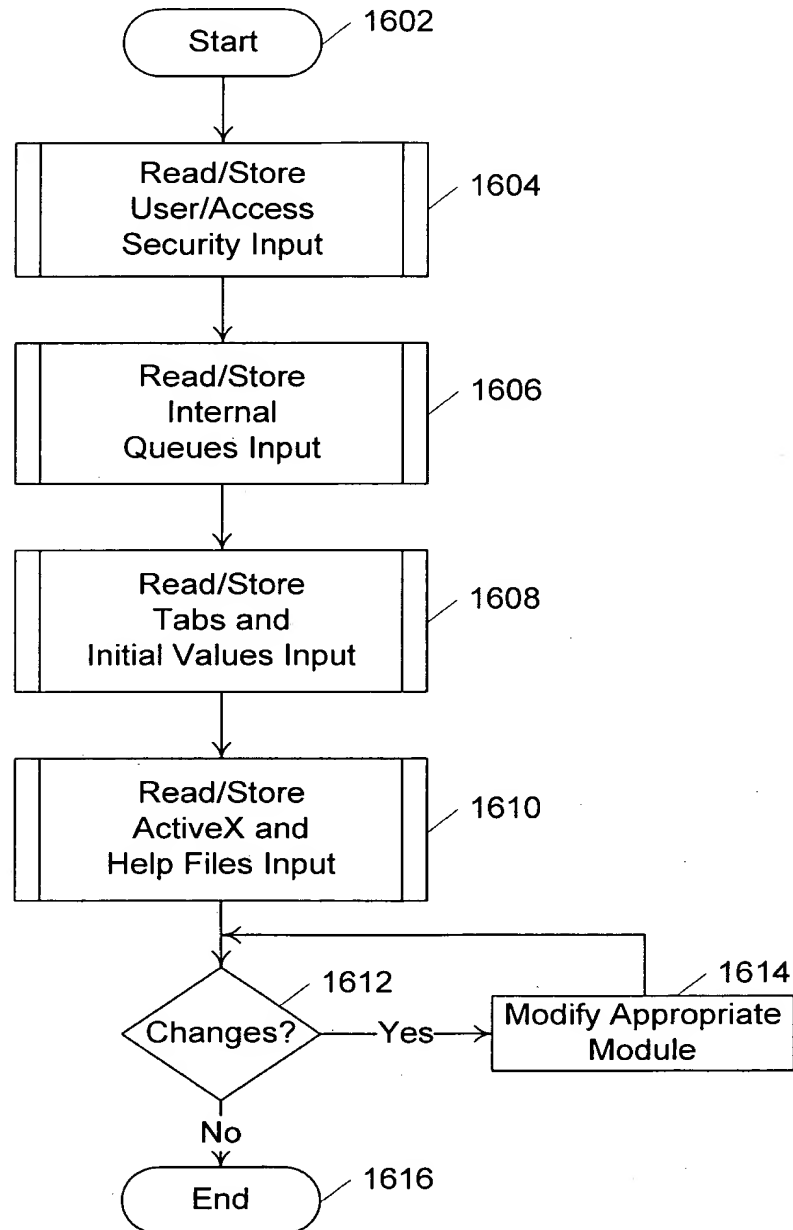 Start
1602
Read/Store
User/Access
Security Input
1604
Read/Store
Internal
Queues Input
1606
Read/Store
Tabs and
Initial Values Input
1608
Read/Store
ActiveX and
Help Files Input
1610
Changes?
1612
Yes
Modify Appropriate
Module
1614
No
End
1616